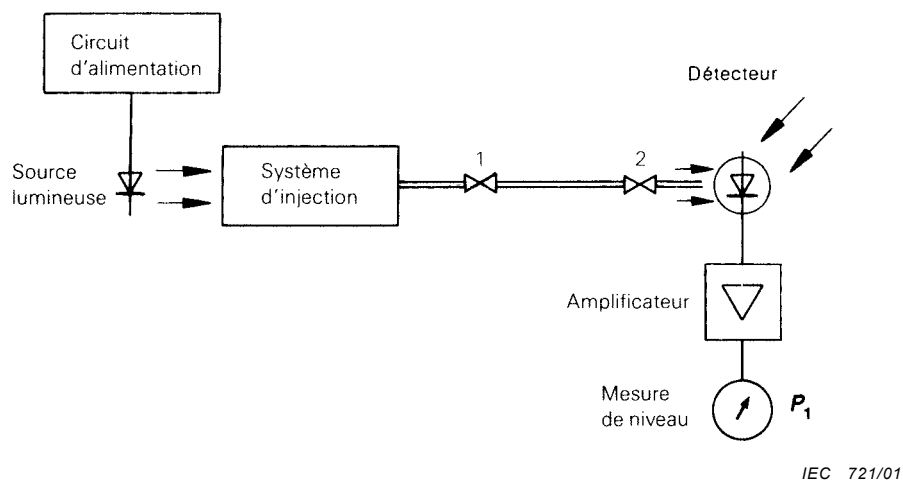 Circuit
d'alimentation
Détecteur
Source
lumineuse
Système
d'injection
1
2
Amplificateur
Mesure
de niveau
P₁
IEC 721/01